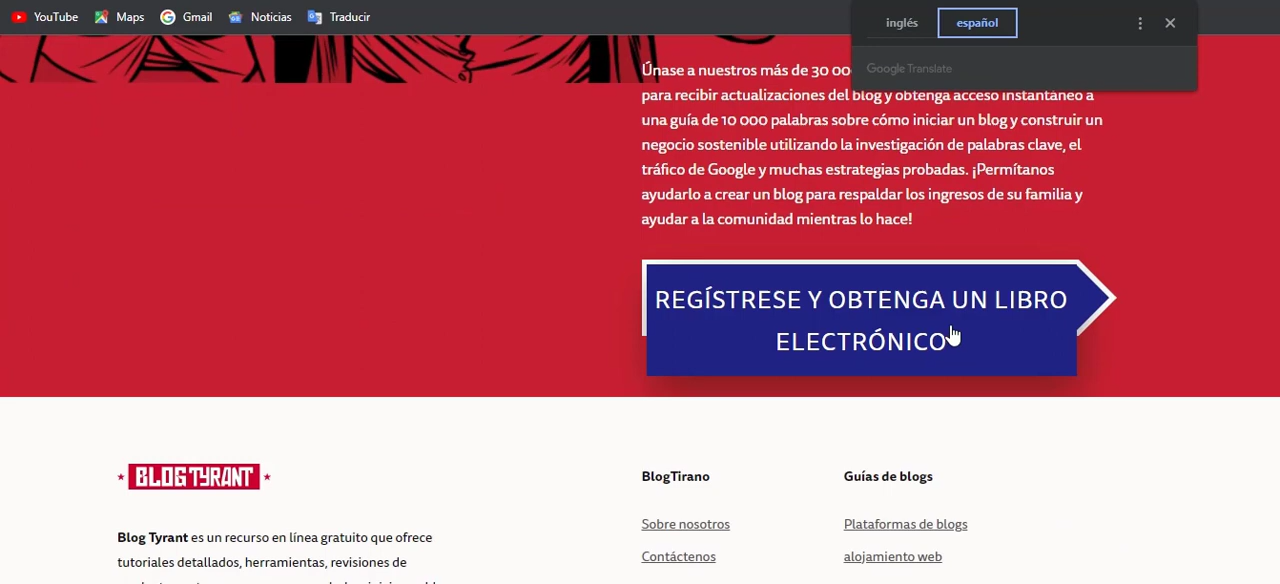 YouTube Maps Gmail Noticias Traducir
inglés español
Google Translate
Únase a nuestros más de 30 00
para recibir actualizaciones del blog y obtenga acceso instantáneo a
una guía de 10 000 palabras sobre cómo iniciar un blog y construir un
negocio sostenible utilizando la investigación de palabras clave, el
tráfico de Google y muchas estrategias probadas. ¡Permítanos
ayudarlo a crear un blog para respaldar los ingresos de su familia y
ayudar a la comunidad mientras lo hace!
REGÍSTRESE Y OBTENGA UN LIBRO
ELECTRÓNICO
BLOGTYRANT
Blog Tyrant es un recurso en línea gratuito que ofrece
tutoriales detallados, herramientas, revisiones de
BlogTirano
Sobre nosotros
Contáctenos
Guías de blogs
Plataformas de blogs
alojamiento web